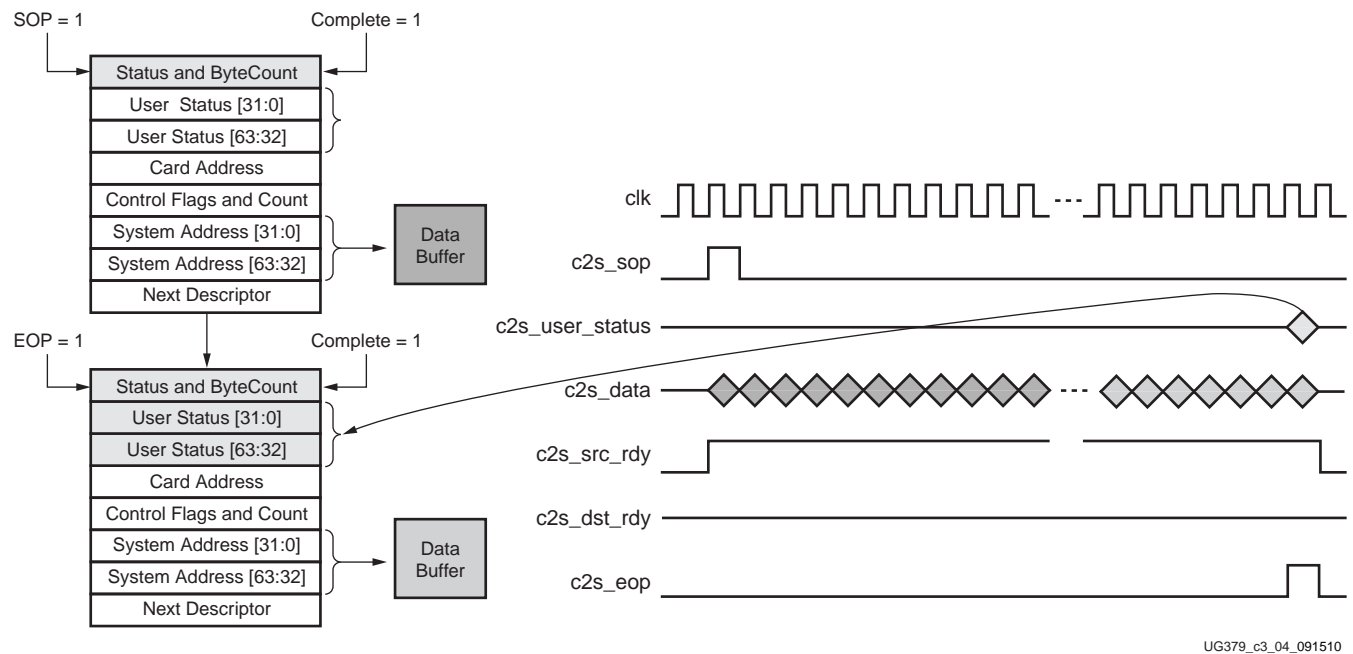 SOP = 1
Complete = 1
Status and ByteCount
User Status [31:0]
User Status [63:32]
Card Address
Control Flags and Count
System Address [31:0]
System Address [63:32]
Next Descriptor
Data
Buffer
EOP = 1
Complete = 1
Status and ByteCount
User Status [31:0]
User Status [63:32]
Card Address
Control Flags and Count
System Address [31:0]
System Address [63:32]
Next Descriptor
Data
Buffer
clk
c2s_sop
c2s_user_status
c2s_data
c2s_src_rdy
c2s_dst_rdy
c2s_eop
UG379_c3_04_091510